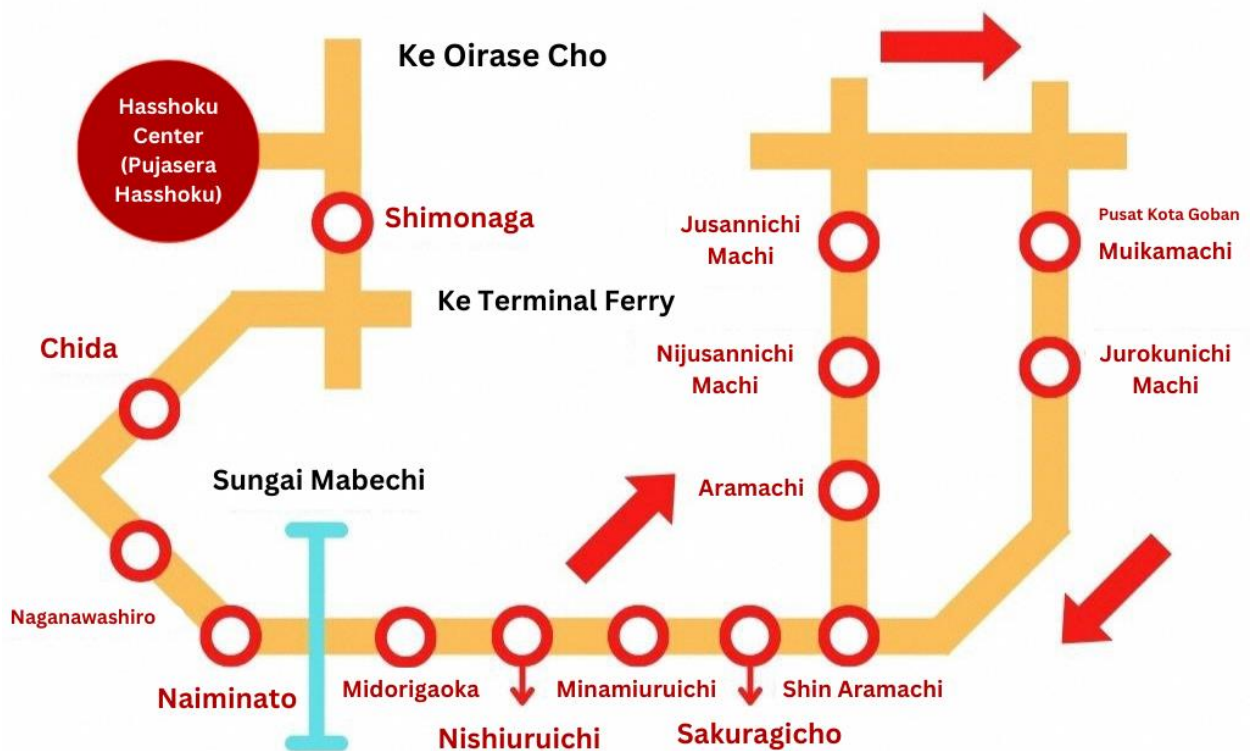 Ke Oirase Cho
Hasshoku
Center
(Pujasera
Hasshoku)
Shimonaga
Jusannichi
Machi
Pusat Kota Goban
Muikamachi
Ke Terminal Ferry
Chida
Nijusannichi
Machi
Jurokunichi
Machi
Sungai Mabechi
Aramachi
Naganawashiro
Naiminato
Midorigaoka
Nishiuruichi
Minamiuruichi
Sakuragicho
Shin Aramachi